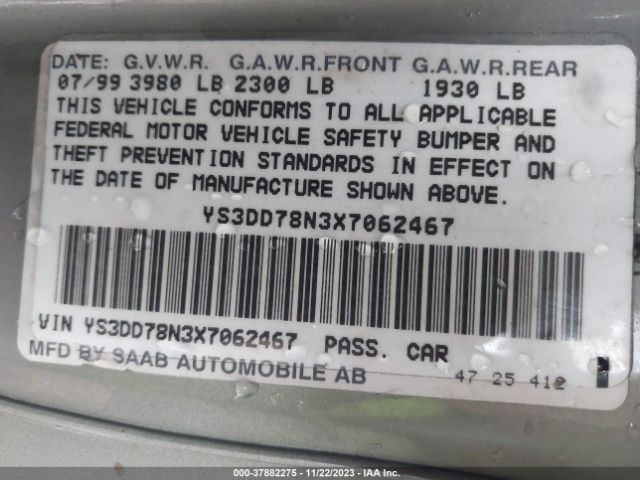 DATE: G.V.W.R. G.A.W.R.FRONT G.A.W.R.REAR
07/99 3980 LB 2300 LB 1930 LB
THIS VEHICLE CONFORMS TO ALL APPLICABLE
FEDERAL MOTOR VEHICLE SAFETY BUMPER AND
THEFT PREVENTION STANDARDS IN EFFECT ON
THE DATE OF MANUFACTURE SHOWN ABOVE.
YS3DD78N3X7062467
VIN YS3DD78N3X7062467 PASS. CAR
MFD BY SAAB AUTOMOBILE AB 47 25 412
000-37882275 - 11/22/2023 - IAA Inc.